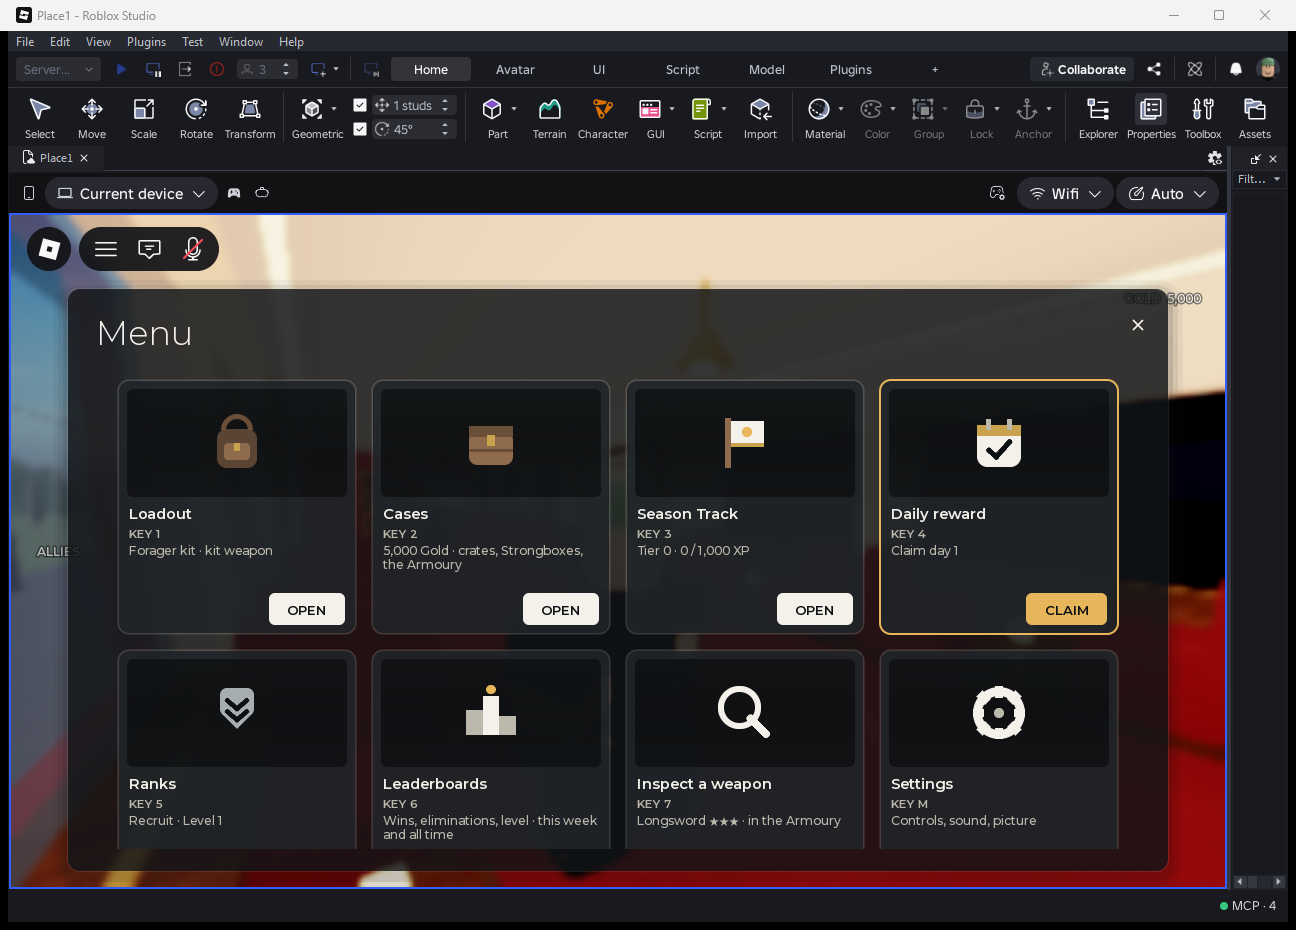 Place1 - Roblox Studio
File Edit View Plugins Test Window Help
Server... 3 Home Avatar UI Script Model Plugins + Collaborate
1 studs
45°
Select Move Scale Rotate Transform Geometric Part Terrain Character GUI Script Import Material Color Group Lock Anchor Explorer Properties Toolbox Assets
Place1
Filt...
Current device Wifi Auto
GOLD 5,000
Menu
ALLIES
Loadout
KEY 1
Forager kit · kit weapon
OPEN
Cases
KEY 2
5,000 Gold · crates, Strongboxes,
the Armoury
OPEN
Season Track
KEY 3
Tier 0 · 0 / 1,000 XP
OPEN
Daily reward
KEY 4
Claim day 1
CLAIM
Ranks
KEY 5
Recruit · Level 1
Leaderboards
KEY 6
Wins, eliminations, level · this week
and all time
Inspect a weapon
KEY 7
Longsword ★★★ · in the Armoury
Settings
KEY M
Controls, sound, picture
MCP · 4